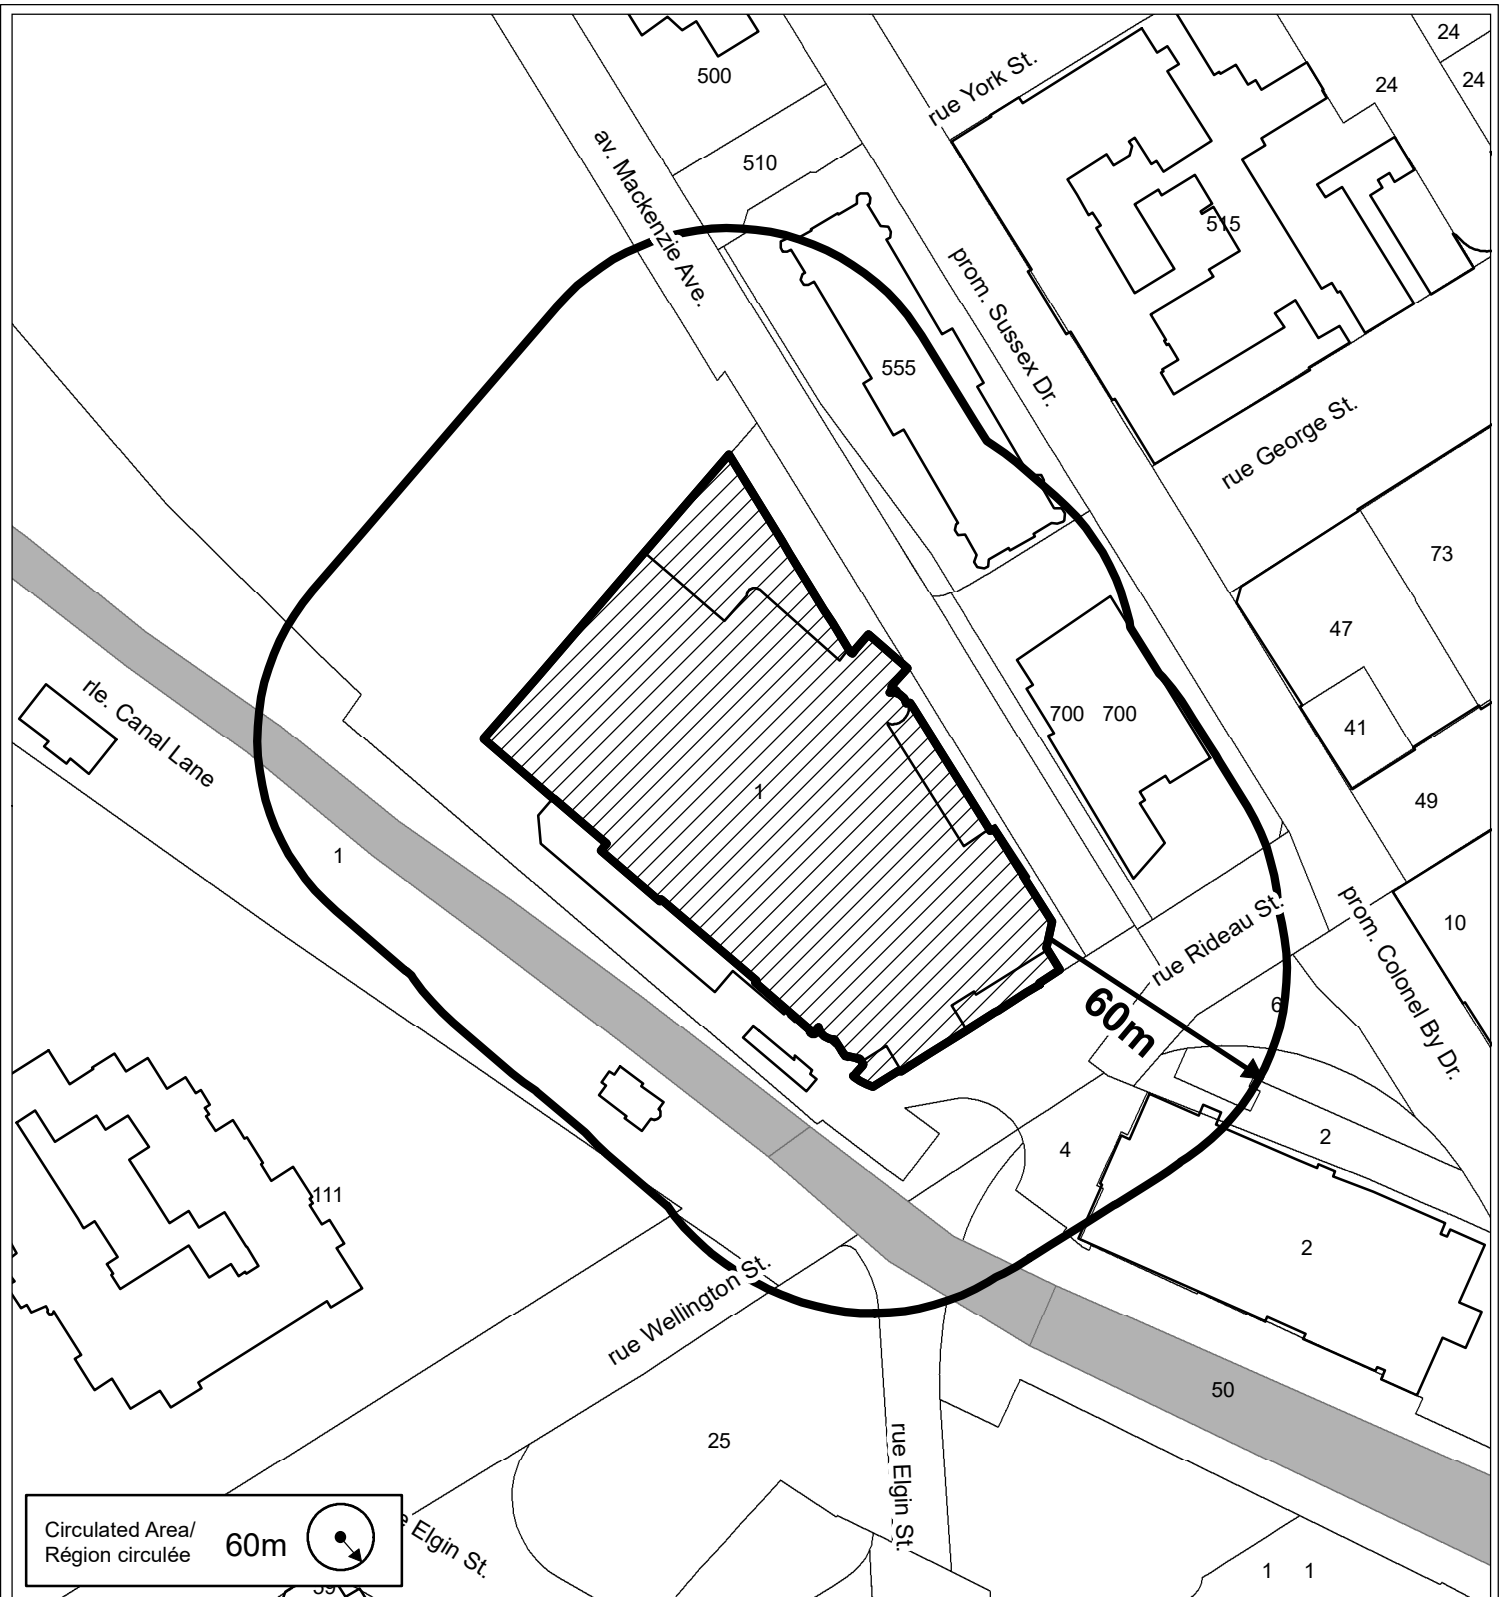 24
500
24
24
rue York St.
510
av. Mackenzie Ave.
515
prom. Sussex Dr.
555
rue George St.
73
47
rle. Canal Lane
700 700
41
1
49
1
prom. Colonel By Dr.
10
rue Rideau St.
6
60m
2
4
111
2
rue Wellington St.
50
25
rue Elgin St.
Circulated Area/
Région circulée
60m
Elgin St.
1 1